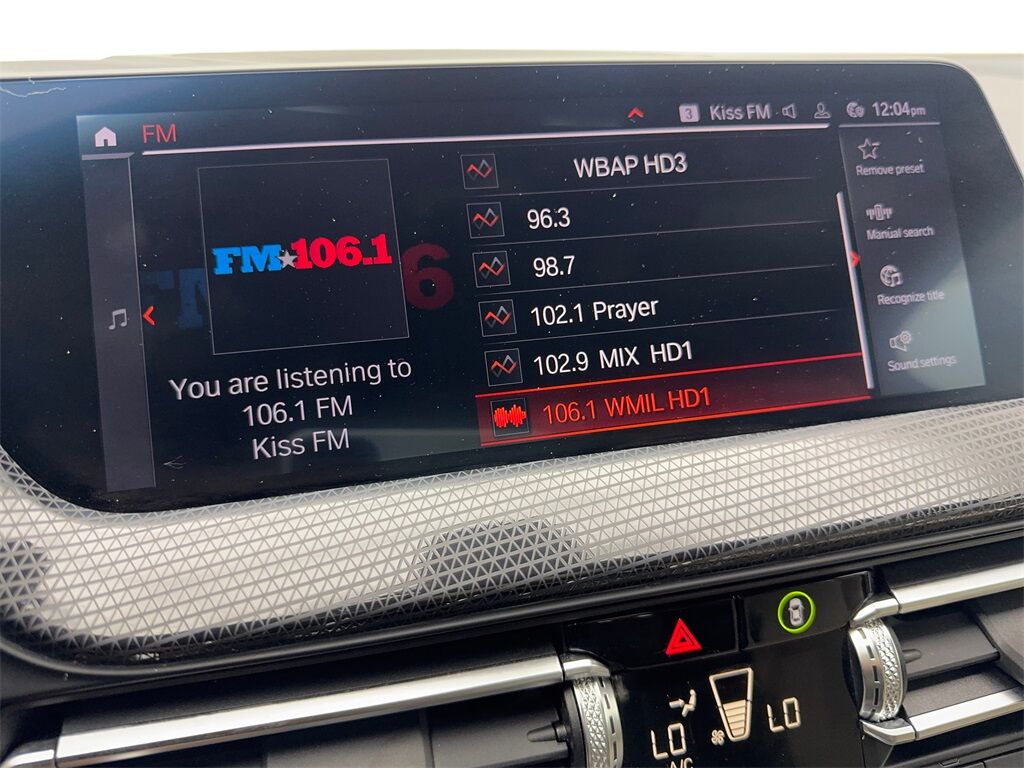 FM
3 Kiss FM 12:04pm
FM★106.1
You are listening to
106.1 FM
Kiss FM
WBAP HD3
96.3
98.7
102.1 Prayer
102.9 MIX HD1
106.1 WMIL HD1
Remove preset
Manual search
Recognize title
Sound settings
LO
LO
A/C